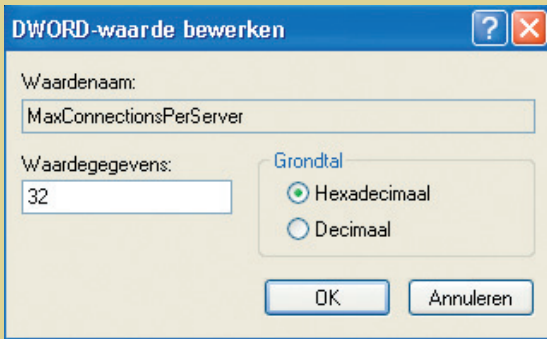 DWORD-waarde bewerken
Waardenaam:
MaxConnectionsPerServer
Waardegegevens:
32
Grondtal
Hexadecimaal
Decimaal
OK
Annuleren